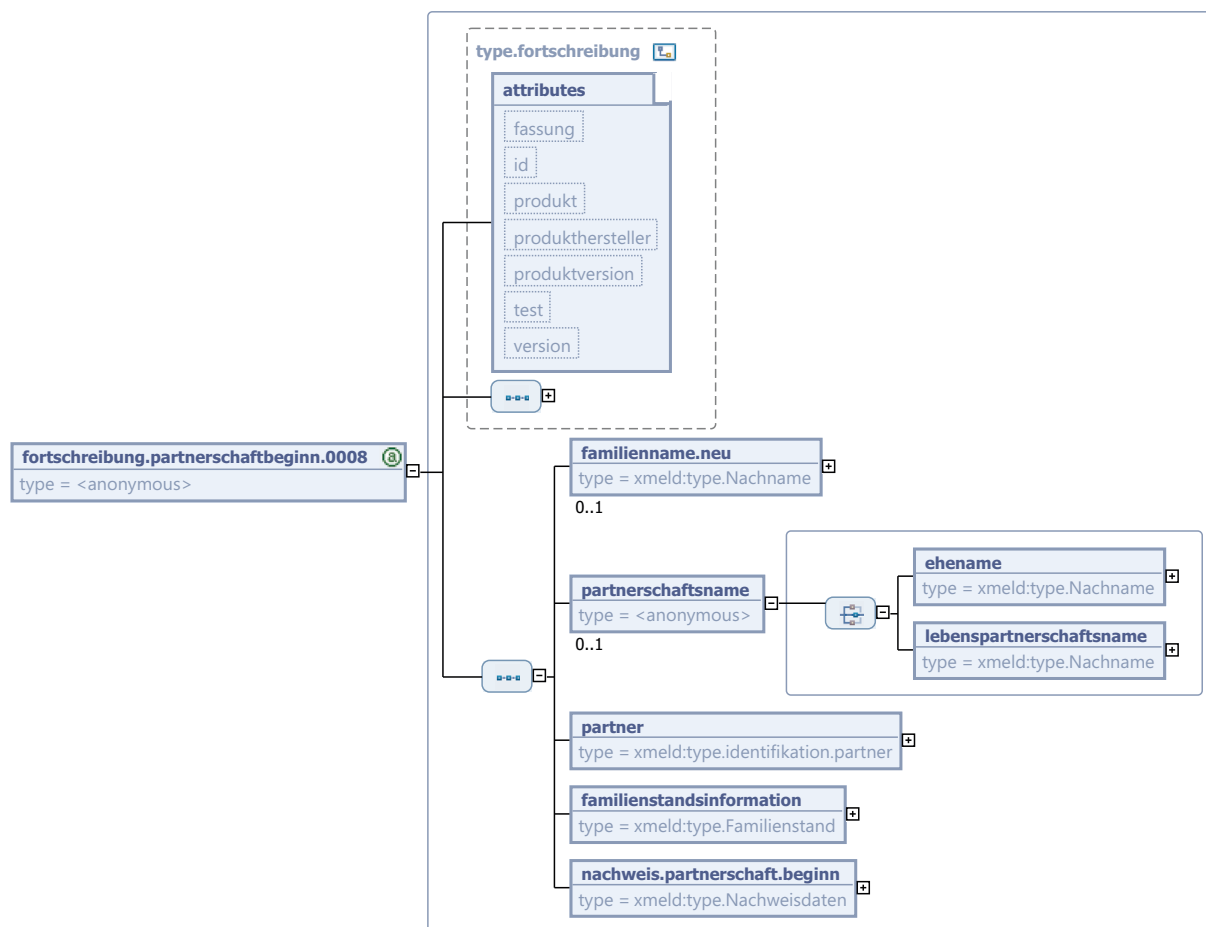 type.fortschreibung
attributes
fassung
id
produkt
produkthersteller
produktversion
test
version
fortschreibung.partnerschaftbeginn.0008 @
type = <anonymous>
familienname.neu
type = xmeld:type.Nachname
0..1
partnerschaftsname
type = <anonymous>
0..1
ehename
type = xmeld:type.Nachname
lebenspartnerschaftsname
type = xmeld:type.Nachname
partner
type = xmeld:type.identifikation.partner
familienstandsinformation
type = xmeld:type.Familienstand
nachweis.partnerschaft.beginn
type = xmeld:type.Nachweisdaten